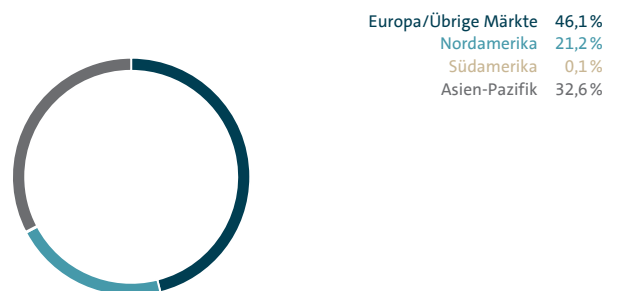 Europa/Übrige Märkte 46,1 %
Nordamerika 21,2 %
Südamerika 0,1 %
Asien-Pazifik 32,6 %